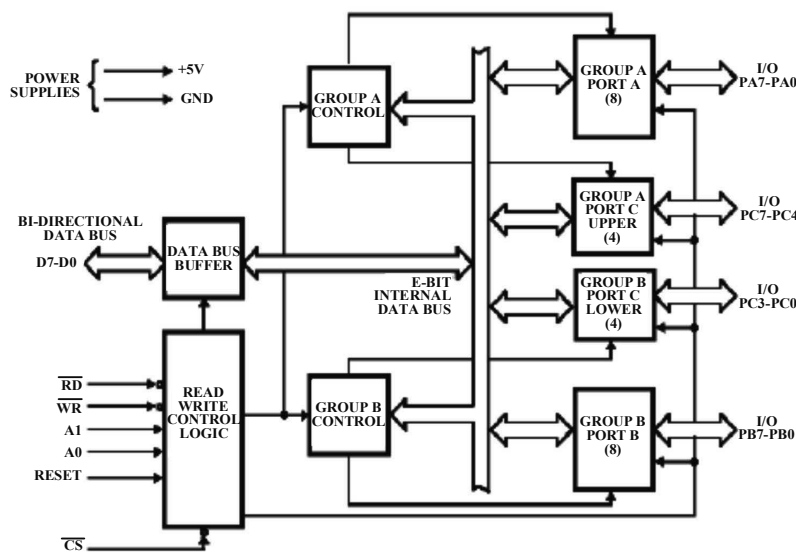 POWER
SUPPLIES
+5V
GND
GROUP A
CONTROL
GROUP A
PORT A
(8)
I/O
PA7-PA0
GROUP A
PORT C
UPPER
(4)
I/O
PC7-PC4
BI-DIRECTIONAL
DATA BUS
D7-D0
DATA BUS
BUFFER
E-BIT
INTERNAL
DATA BUS
GROUP B
PORT C
LOWER
(4)
I/O
PC3-PC0
RD
WR
A1
A0
RESET
CS
READ
WRITE
CONTROL
LOGIC
GROUP B
CONTROL
GROUP B
PORT B
(8)
I/O
PB7-PB0